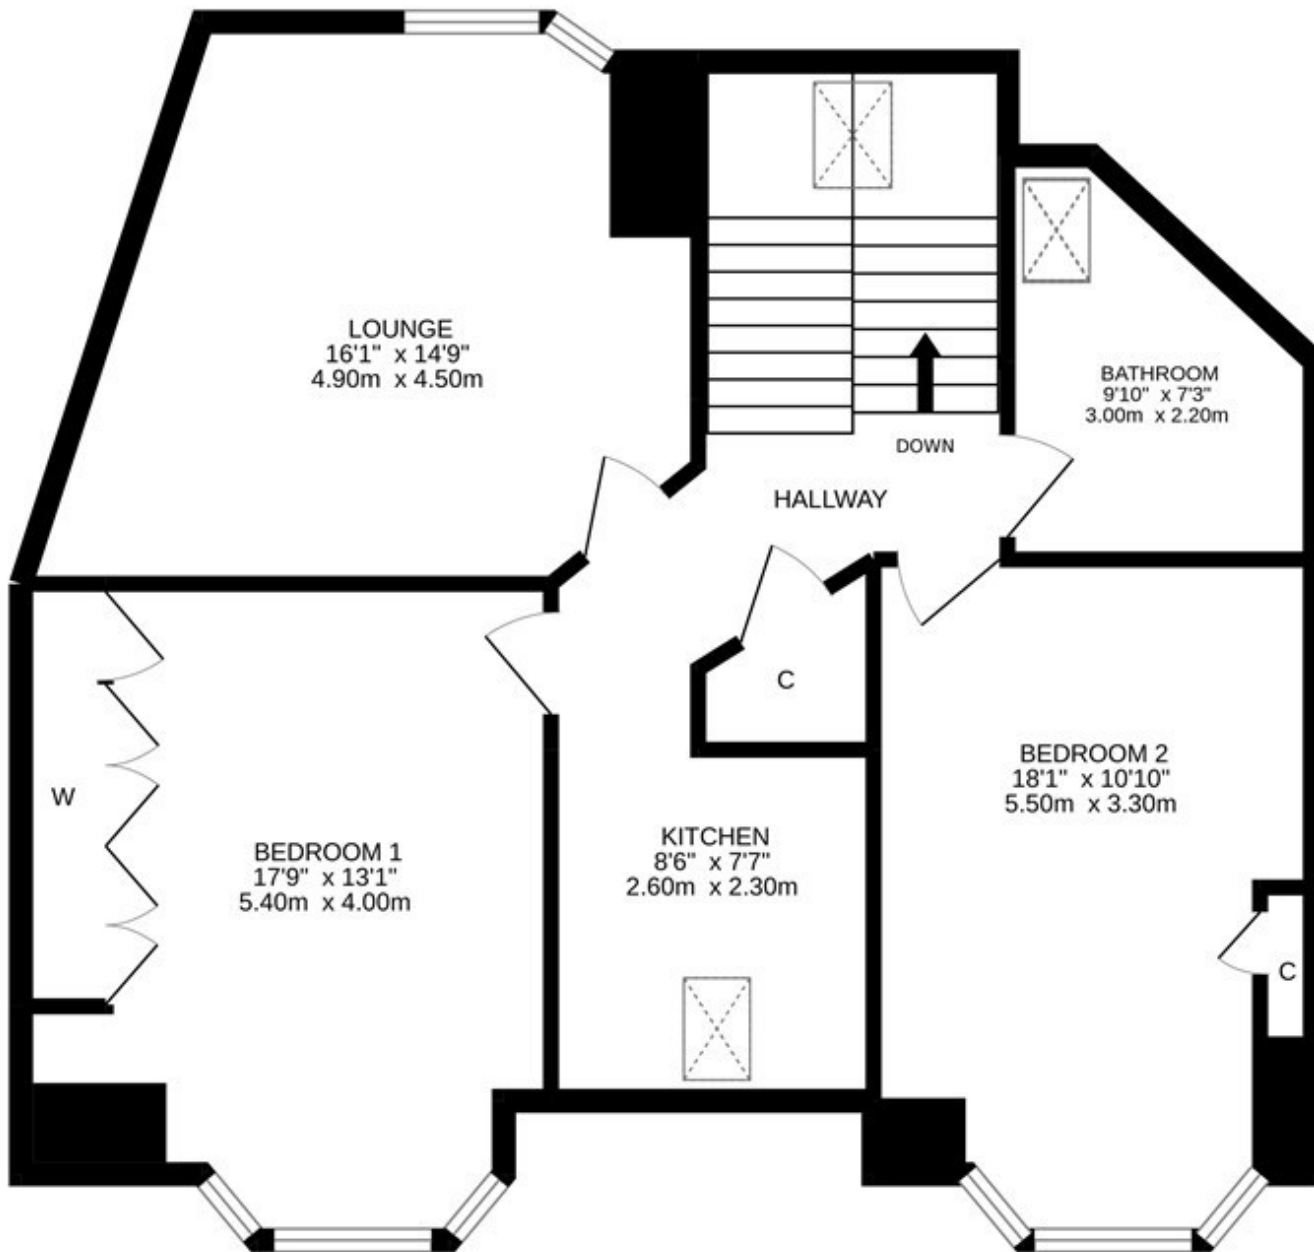 LOUNGE
16'1" x 14'9"
4.90m x 4.50m
BATHROOM
9'10" x 7'3"
3.00m x 2.20m
DOWN
HALLWAY
C
W
BEDROOM 1
17'9" x 13'1"
5.40m x 4.00m
KITCHEN
8'6" x 7'7"
2.60m x 2.30m
BEDROOM 2
18'1" x 10'10"
5.50m x 3.30m
C